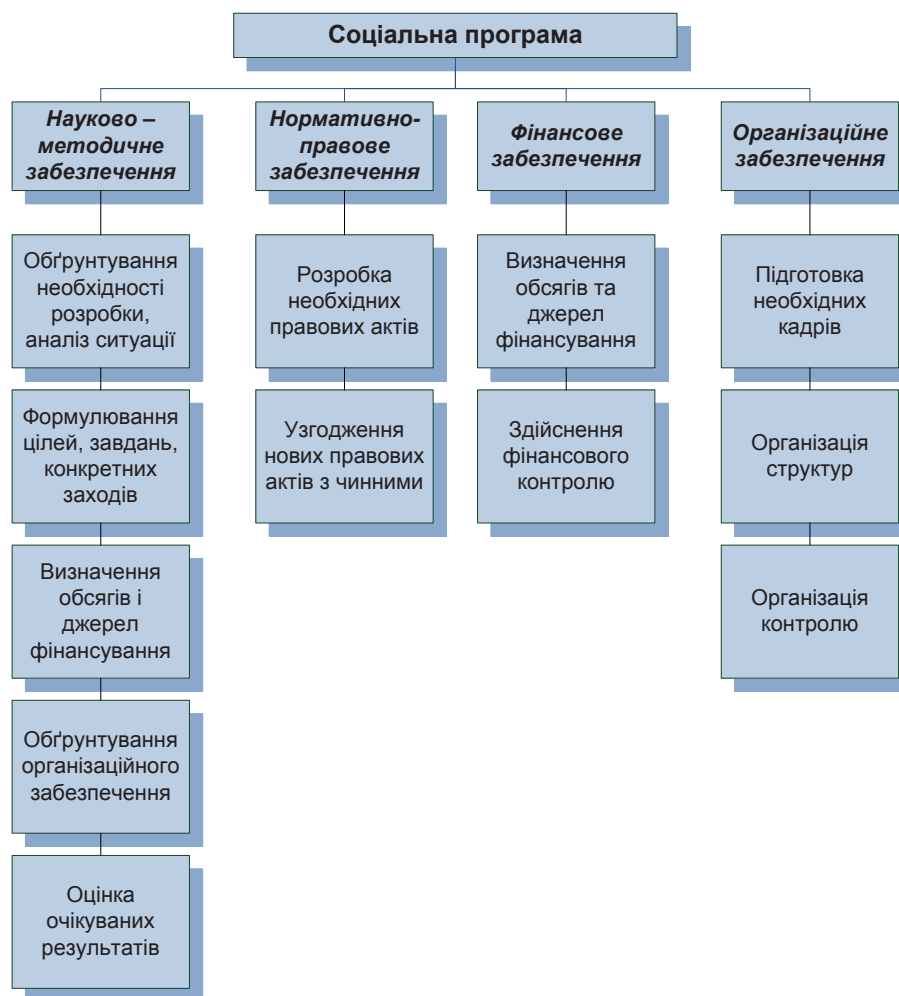 Соціальна програма
Науково –
методичне
забезпечення
Обґрунтування
необхідності
розробки,
аналіз ситуації
Формулювання
цілей, завдань,
конкретних
заходів
Визначення
обсягів і
джерел
фінансування
Обґрунтування
організаційного
забезпечення
Оцінка
очікуваних
результатів
Нормативно-
правове
забезпечення
Розробка
необхідних
правових актів
Узгодження
нових правових
актів з чинними
Фінансове
забезпечення
Визначення
обсягів та
джерел
фінансування
Здійснення
фінансового
контролю
Організаційне
забезпечення
Підготовка
необхідних
кадрів
Організація
структур
Організація
контролю